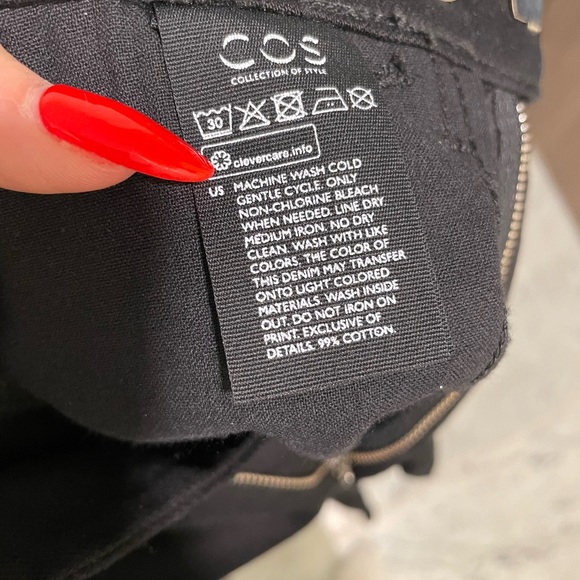 COS
COLLECTION OF STYLE
30
clevercare.info
US MACHINE WASH COLD
GENTLE CYCLE. ONLY
NON-CHLORINE BLEACH
WHEN NEEDED. LINE DRY
MEDIUM IRON. NO DRY
CLEAN. WASH WITH LIKE
COLORS. THE COLOR OF
THIS DENIM MAY TRANSFER
ONTO LIGHT COLORED
MATERIALS. WASH INSIDE
OUT. DO NOT IRON ON
PRINT. EXCLUSIVE OF
DETAILS. 99% COTTON.